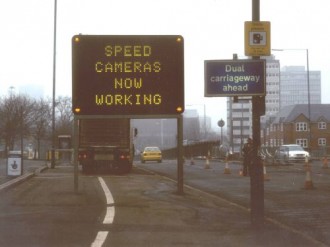 SPEED
CAMERAS
NOW
WORKING
Dual
carriageway
ahead